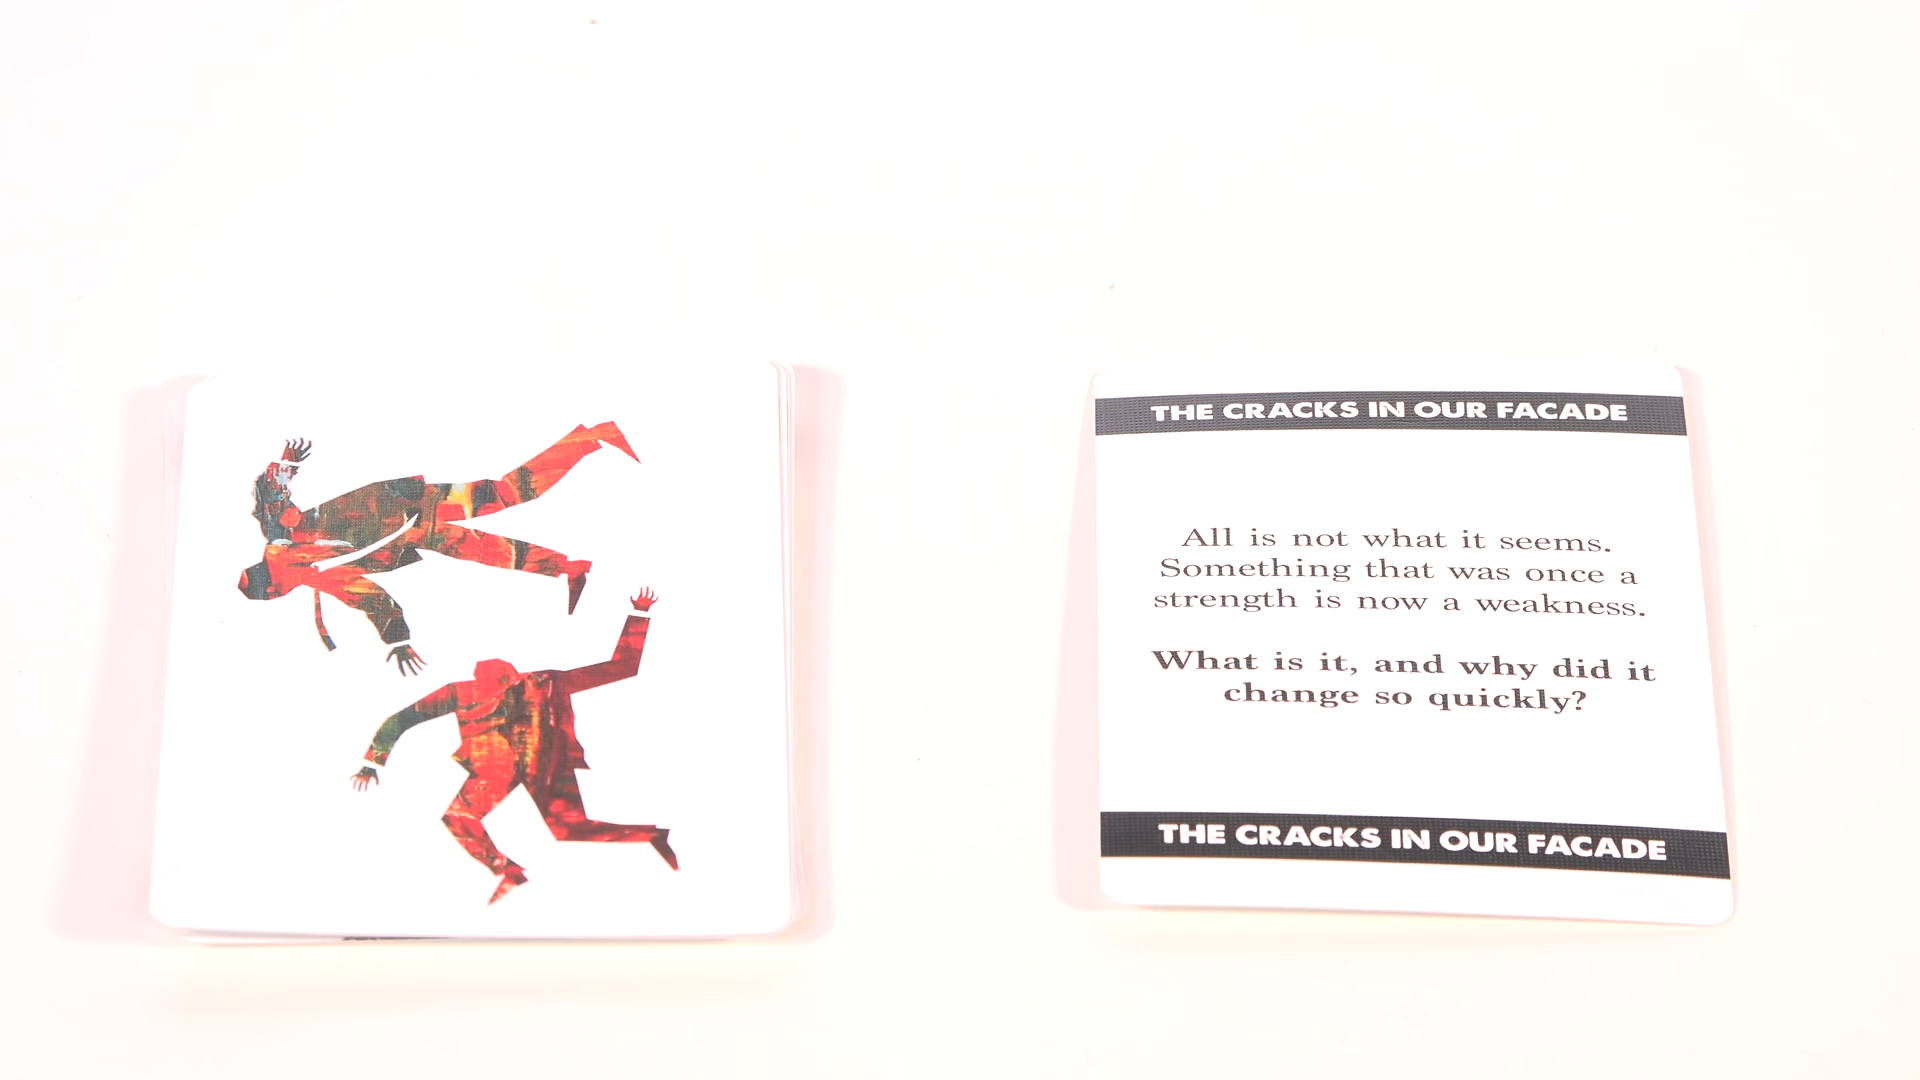 THE CRACKS IN OUR FACADE
All is not what it seems.
Something that was once a
strength is now a weakness.
What is it, and why did it
change so quickly?
THE CRACKS IN OUR FACADE